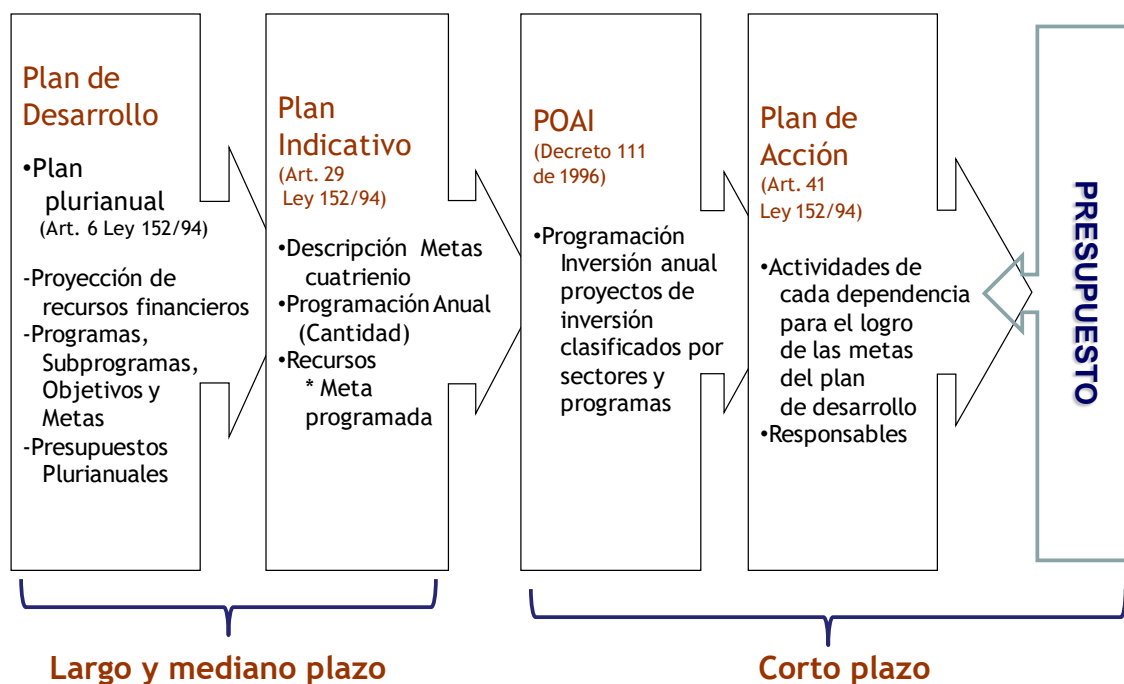 Plan de
Desarrollo
•Plan
plurianual
(Art. 6 Ley 152/94)
-Proyección de
recursos financieros
-Programas,
Subprogramas,
Objetivos y
Metas
-Presupuestos
Plurianuales
Plan
Indicativo
(Art. 29
Ley 152/94)
•Descripción Metas
cuatrienio
•Programación Anual
(Cantidad)
•Recursos
* Meta
programada
POAI
(Decreto 111
de 1996)
•Programación
Inversión anual
proyectos de
inversión
clasificados por
sectores y
programas
Plan de
Acción
(Art. 41
Ley 152/94)
•Actividades de
cada dependencia
para el logro
de las metas
del plan
de desarrollo
•Responsables
PRESUPUESTO
Largo y mediano plazo
Corto plazo